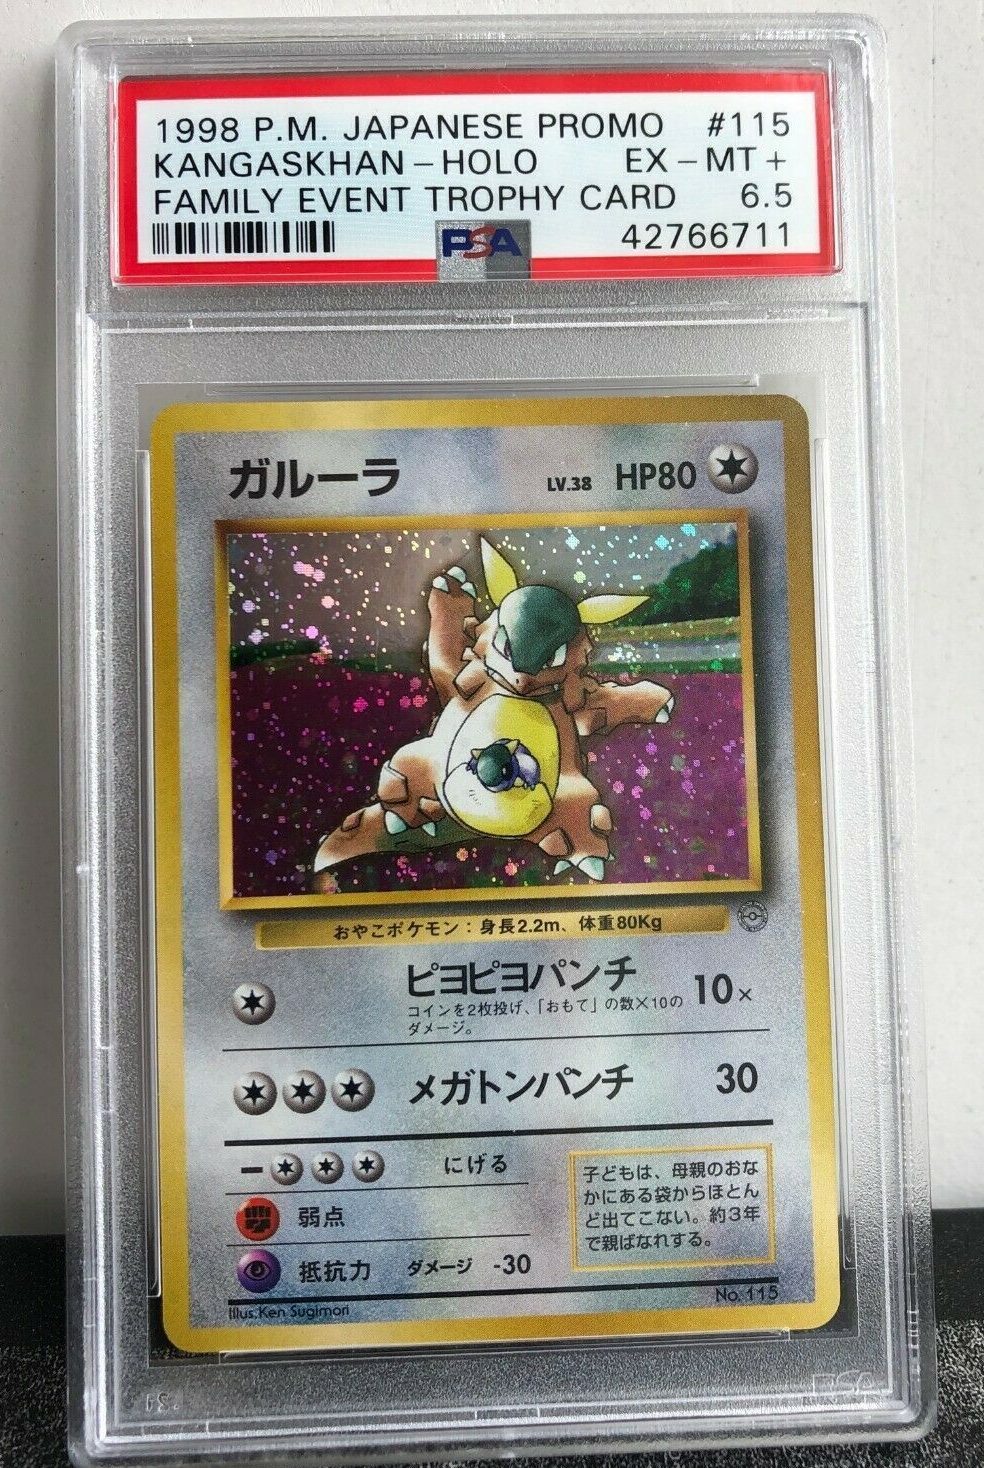 1998 P.M. JAPANESE PROMO #115
KANGASKHAN-HOLO EX-MT+
FAMILY EVENT TROPHY CARD 6.5
PSA 42766711
ガルーラ LV.38 HP80
おやこポケモン：身長2.2m、体重80Kg
ピヨピヨパンチ 10×
コインを2枚投げ、「おもて」の数×10の
ダメージ。
メガトンパンチ 30
− にげる
弱点
抵抗力 ダメージ -30
子どもは、母親のおな
かにある袋からほとん
ど出てこない。約3年
で親ばなれする。
No. 115
Illus.Ken Sugimori